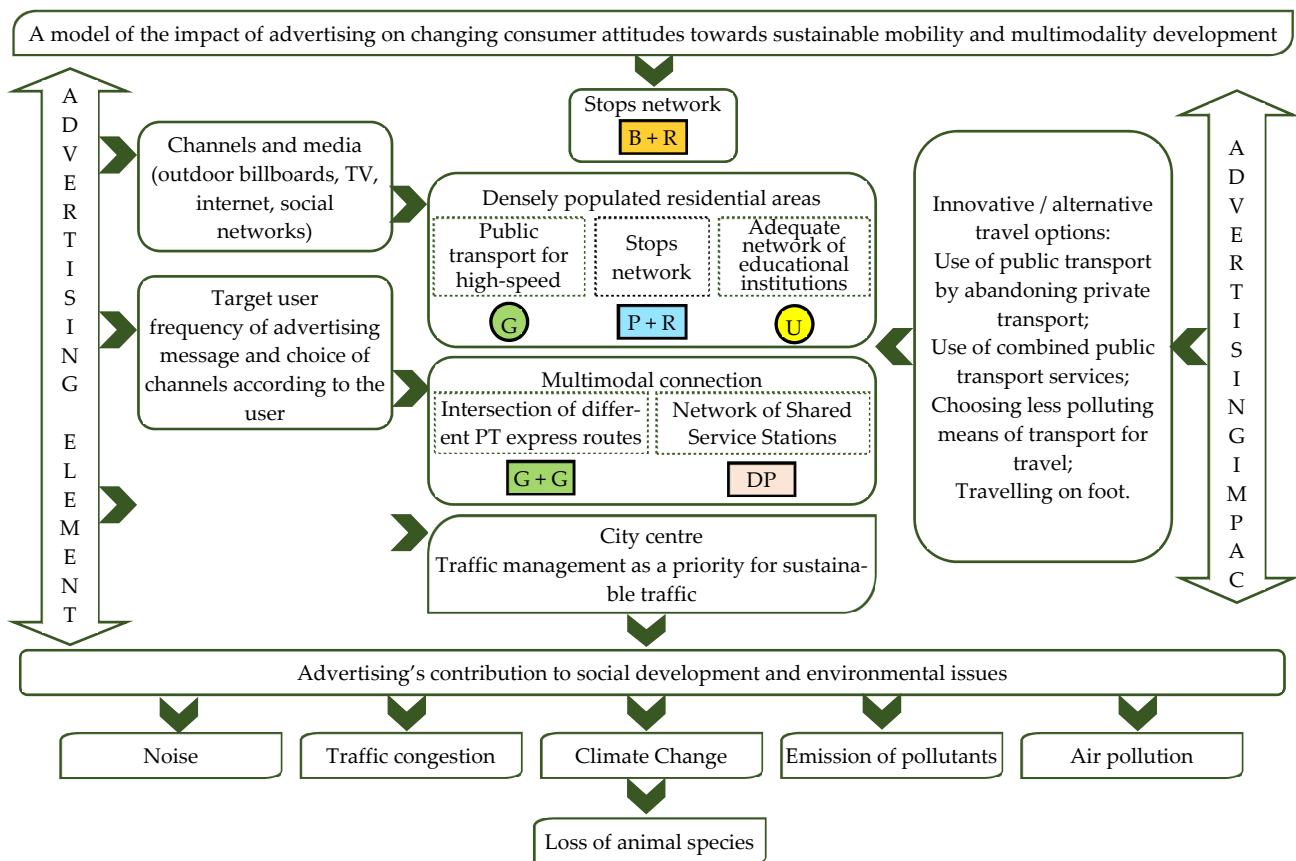 A model of the impact of advertising on changing consumer attitudes towards sustainable mobility and multimodality development
ADVERTISING ELEMENT
Stops network
B + R
Channels and media
(outdoor billboards, TV,
internet, social
networks)
Target user
frequency of advertising
message and choice of
channels according to the
user
Densely populated residential areas
Public
transport for
high-speed
G
Stops
network
P + R
Adequate
network of
educational
institutions
U
Multimodal connection
Intersection of differ-
ent PT express routes
G + G
Network of Shared
Service Stations
DP
City centre
Traffic management as a priority for sustaina-
ble traffic
Innovative / alternative
travel options:
Use of public transport
by abandoning private
transport;
Use of combined public
transport services;
Choosing less polluting
means of transport for
travel;
Travelling on foot.
ADVERTISING IMPAC
Advertising’s contribution to social development and environmental issues
Noise
Traffic congestion
Climate Change
Emission of pollutants
Air pollution
Loss of animal species